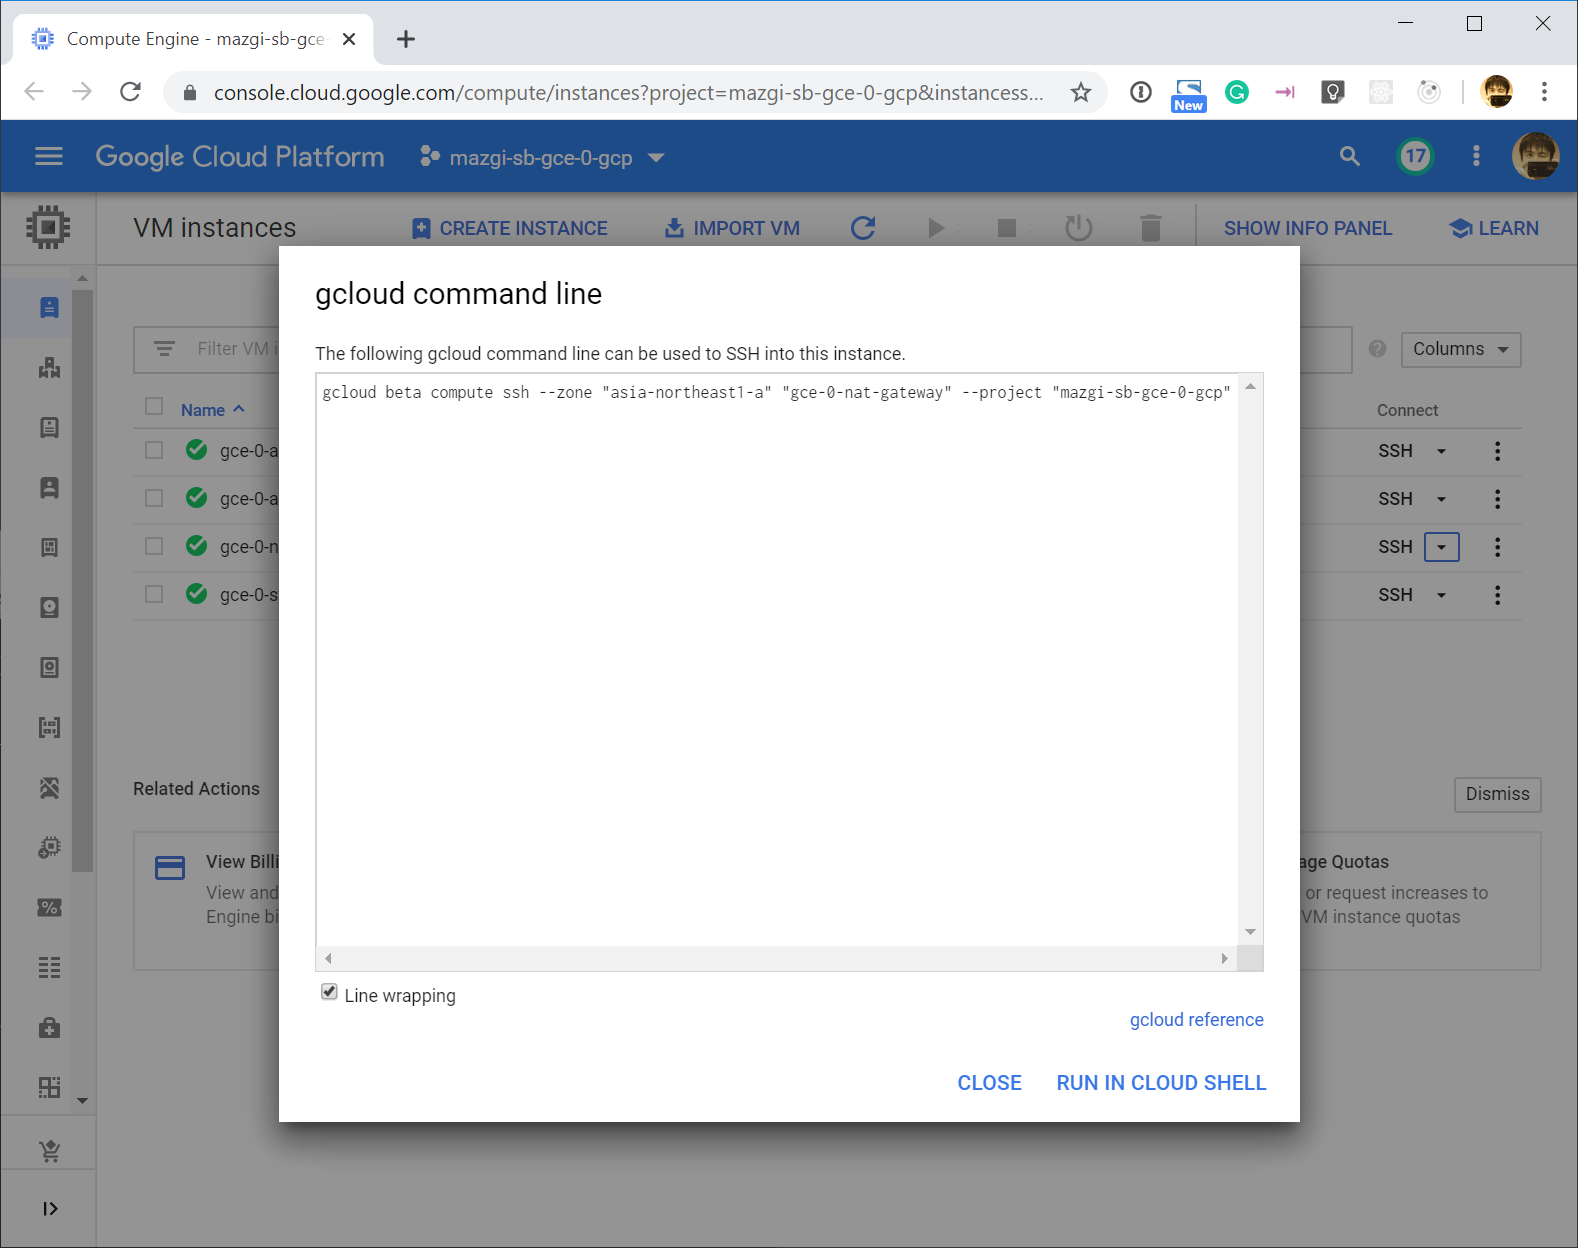 Compute Engine - mazgi-sb-gce-
console.cloud.google.com/compute/instances?project=mazgi-sb-gce-0-gcp&instancess...
New
Google Cloud Platform
mazgi-sb-gce-0-gcp
17
VM instances
CREATE INSTANCE
IMPORT VM
SHOW INFO PANEL
LEARN
gcloud command line
The following gcloud command line can be used to SSH into this instance.
gcloud beta compute ssh --zone "asia-northeast1-a" "gce-0-nat-gateway" --project "mazgi-sb-gce-0-gcp"
Filter VM i
Columns
Name
Connect
gce-0-a
SSH
gce-0-a
SSH
gce-0-n
SSH
gce-0-s
SSH
Related Actions
Dismiss
View Billi
View and
Engine bi
age Quotas
or request increases to
VM instance quotas
Line wrapping
gcloud reference
CLOSE
RUN IN CLOUD SHELL